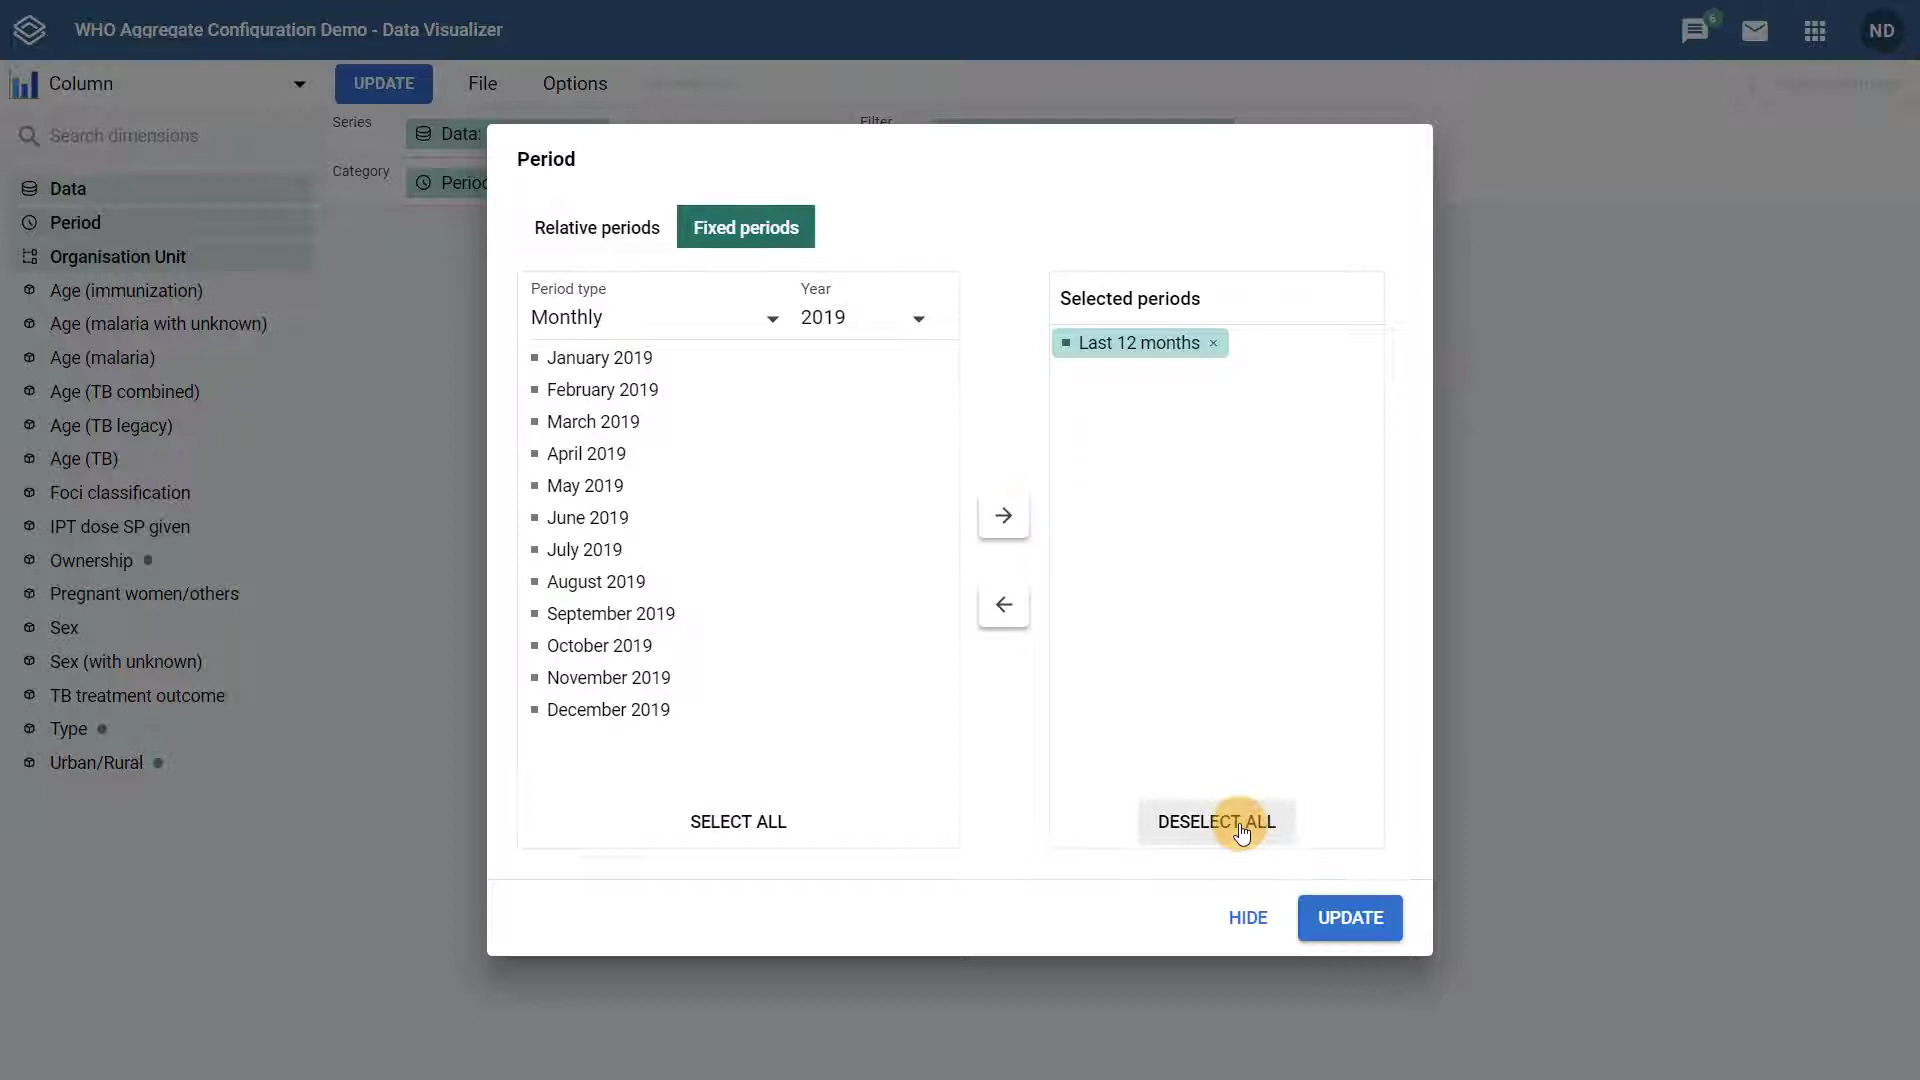 WHO Aggregate Configuration Demo - Data Visualizer
6
ND
Column
UPDATE
File
Options
Search dimensions
Series
Data:
Filter
Category
Period
Data
Period
Organisation Unit
Age (immunization)
Age (malaria with unknown)
Age (malaria)
Age (TB combined)
Age (TB legacy)
Age (TB)
Foci classification
IPT dose SP given
Ownership
Pregnant women/others
Sex
Sex (with unknown)
TB treatment outcome
Type
Urban/Rural
Period
Relative periods
Fixed periods
Period type
Monthly
Year
2019
January 2019
February 2019
March 2019
April 2019
May 2019
June 2019
July 2019
August 2019
September 2019
October 2019
November 2019
December 2019
SELECT ALL
Selected periods
Last 12 months ×
DESELECT ALL
HIDE
UPDATE